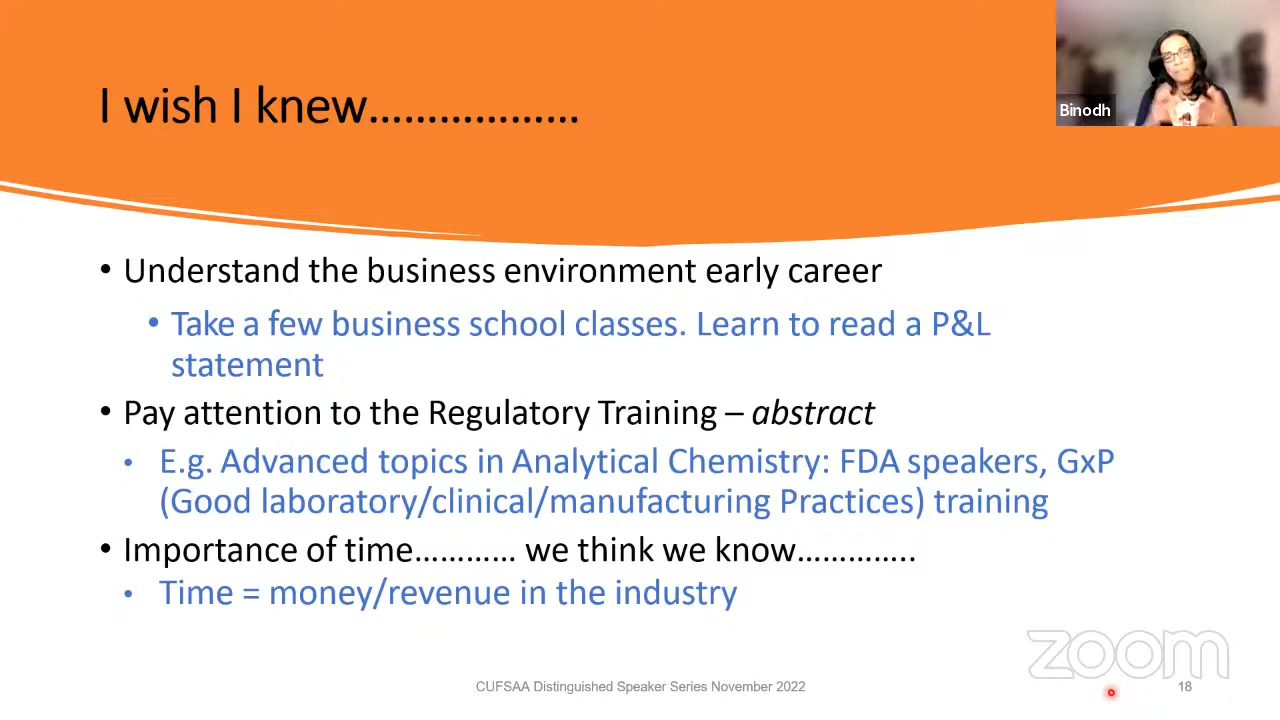 I wish I knew………………
Binodh
• Understand the business environment early career
• Take a few business school classes. Learn to read a P&L
statement
• Pay attention to the Regulatory Training – abstract
• E.g. Advanced topics in Analytical Chemistry: FDA speakers, GxP
(Good laboratory/clinical/manufacturing Practices) training
• Importance of time………… we think we know…………..
• Time = money/revenue in the industry
zoom
CUFSAA Distinguished Speaker Series November 2022
18